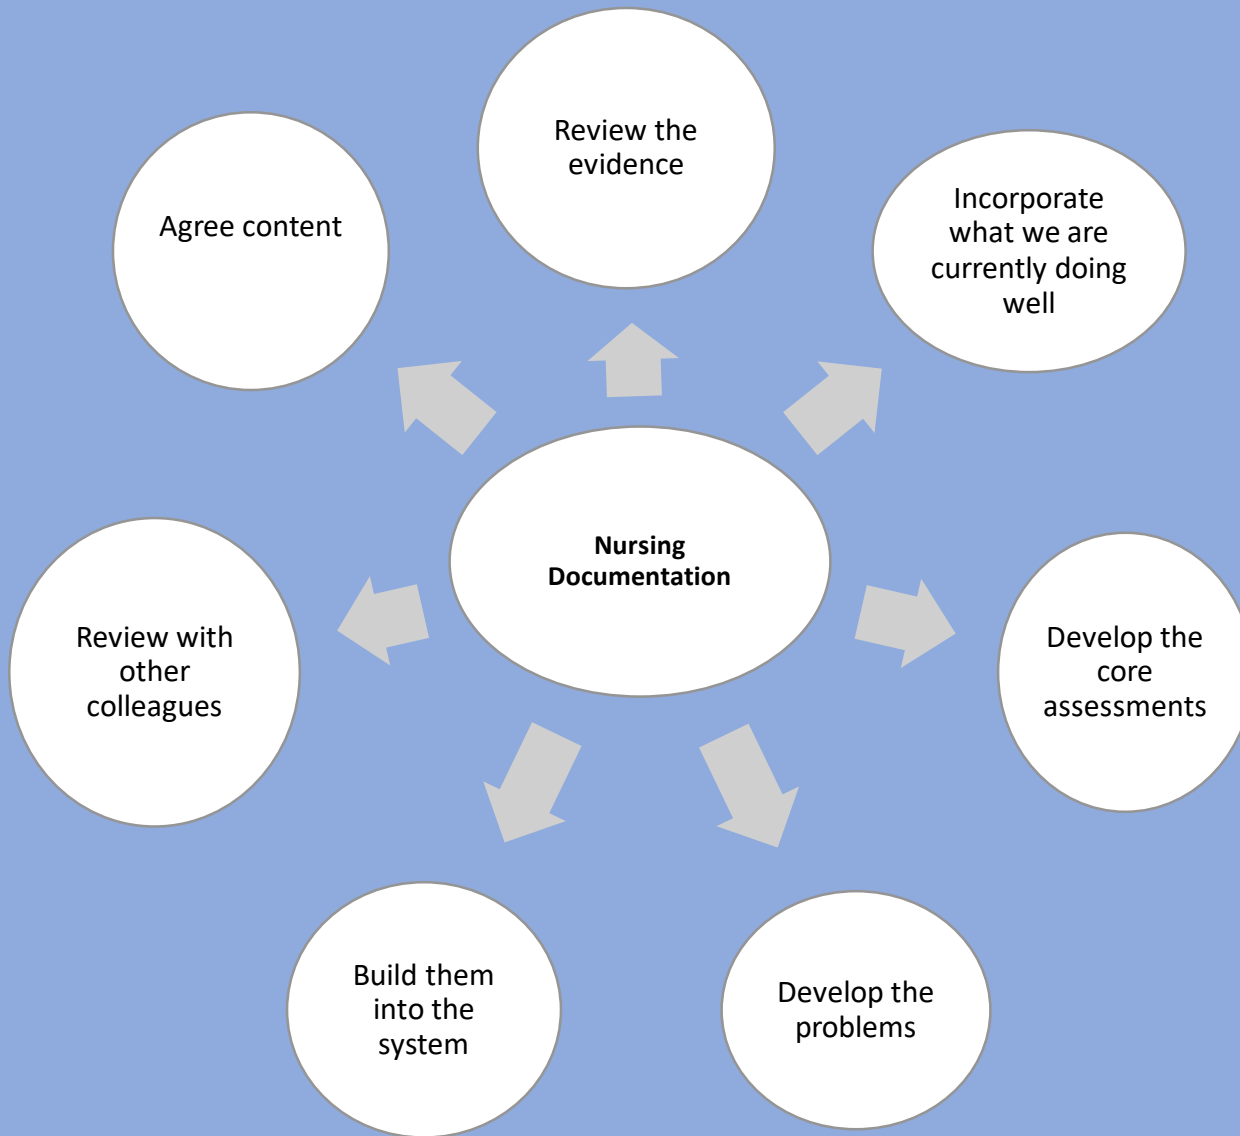 Review the
evidence
Incorporate
what we are
currently doing
well
Develop the
core
assessments
Develop the
problems
Build them
into the
system
Review with
other
colleagues
Agree content
Nursing
Documentation